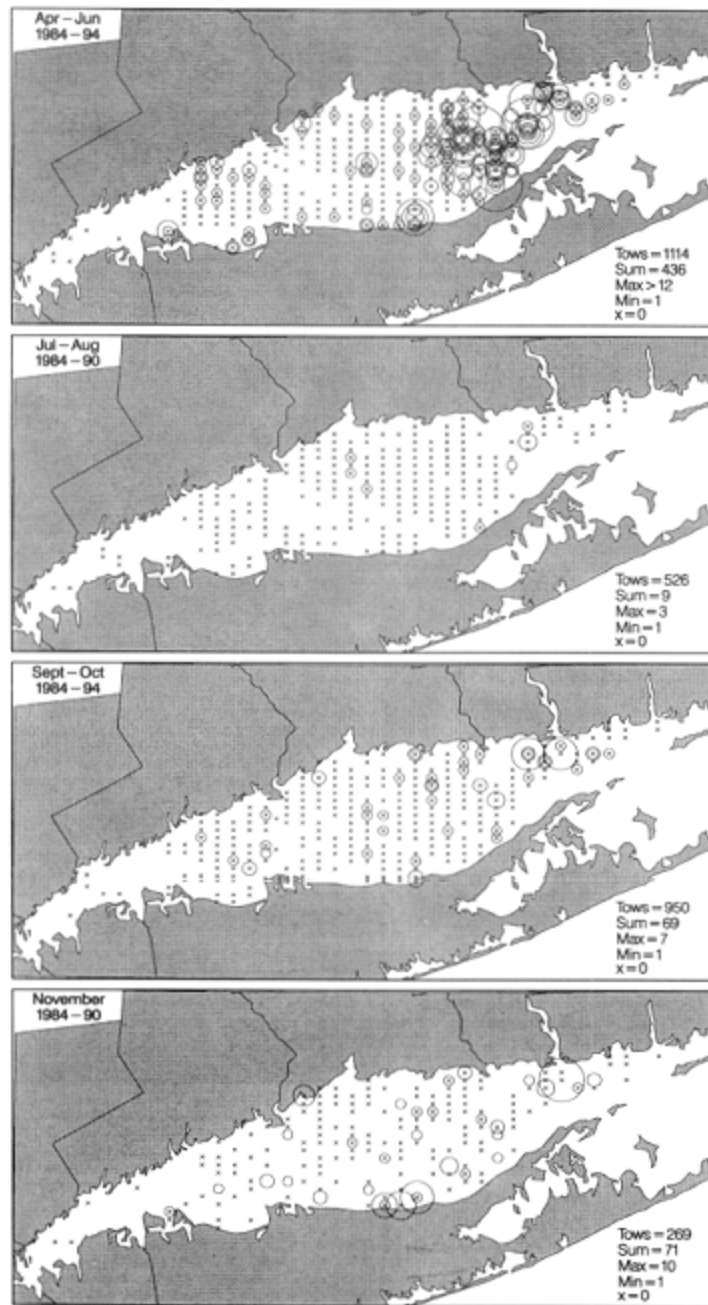 Apr–Jun
1984–94
Tows=1114
Sum=436
Max>12
Min=1
x=0
Jul–Aug
1984–90
Tows=526
Sum=9
Max=3
Min=1
x=0
Sept–Oct
1984–94
Tows=950
Sum=69
Max=7
Min=1
x=0
November
1984–90
Tows=269
Sum=71
Max=10
Min=1
x=0